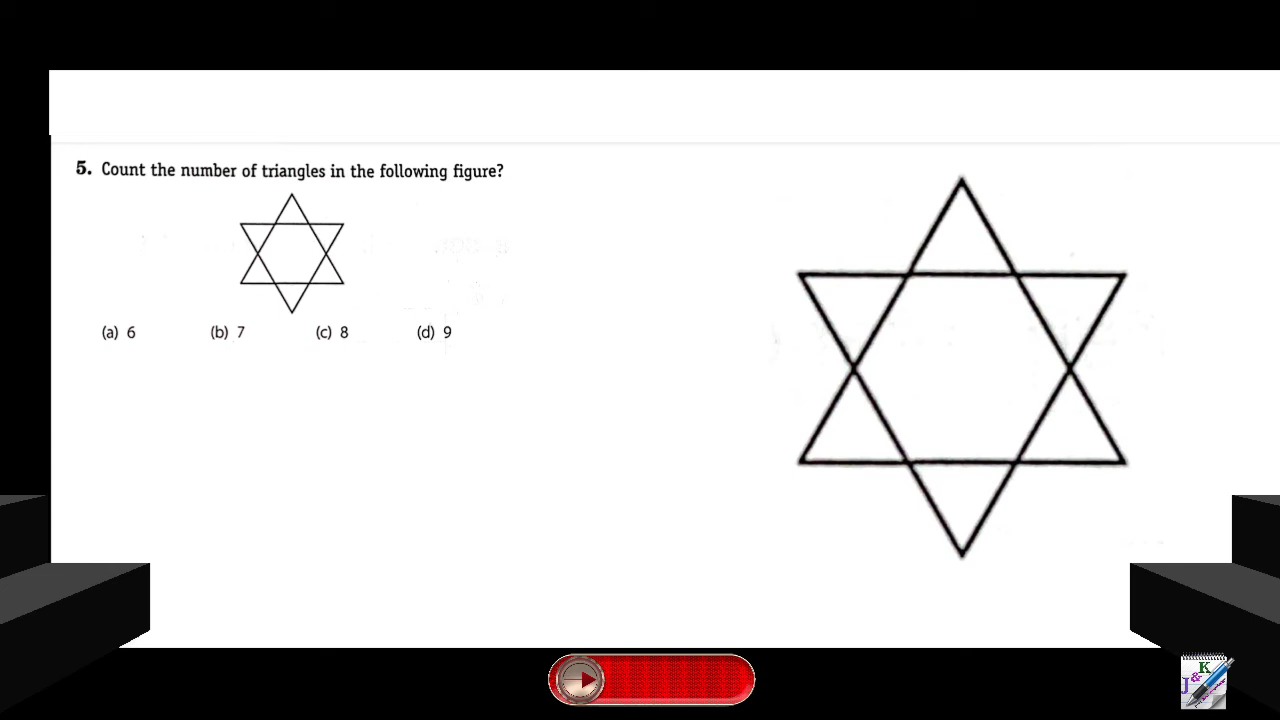 5. Count the number of triangles in the following figure?
(a) 6 (b) 7 (c) 8 (d) 9
J & K